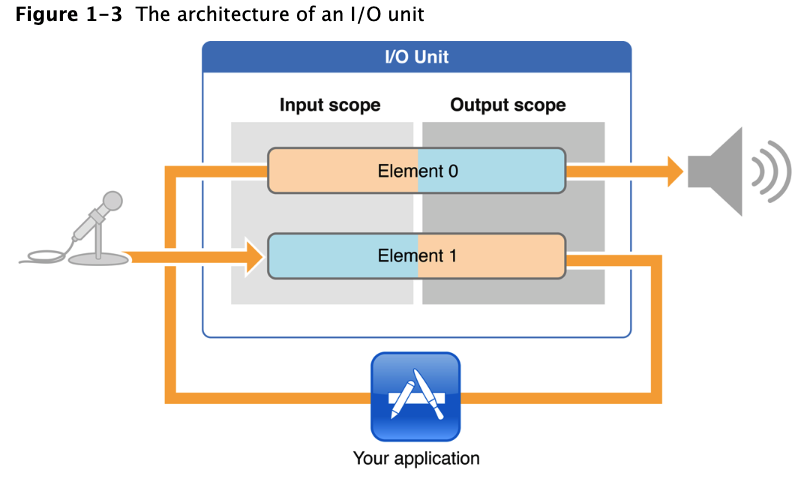 Figure 1-3 The architecture of an I/O unit
I/O Unit
Input scope
Output scope
Element 0
Element 1
Your application